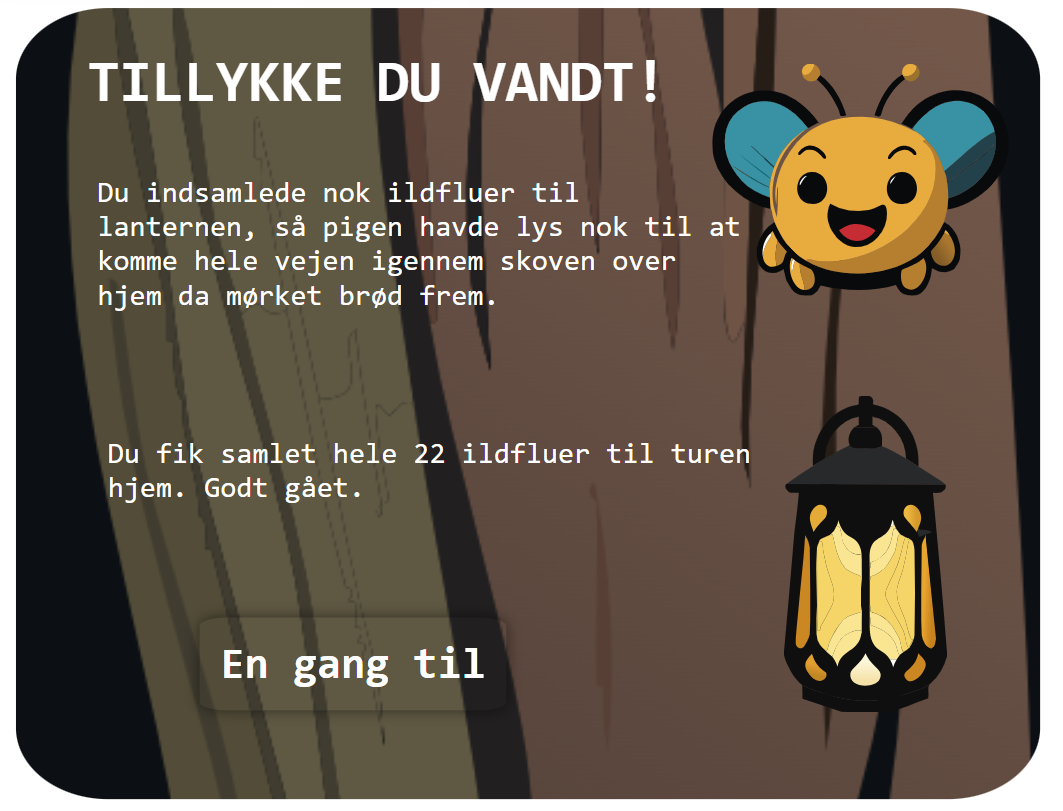 TILLYKKE DU VANDT!
Du indsamlede nok ildfluer til
lanternen, så pigen havde lys nok til at
komme hele vejen igennem skoven over
hjem da mørket brød frem.
Du fik samlet hele 22 ildfluer til turen
hjem. Godt gået.
En gang til